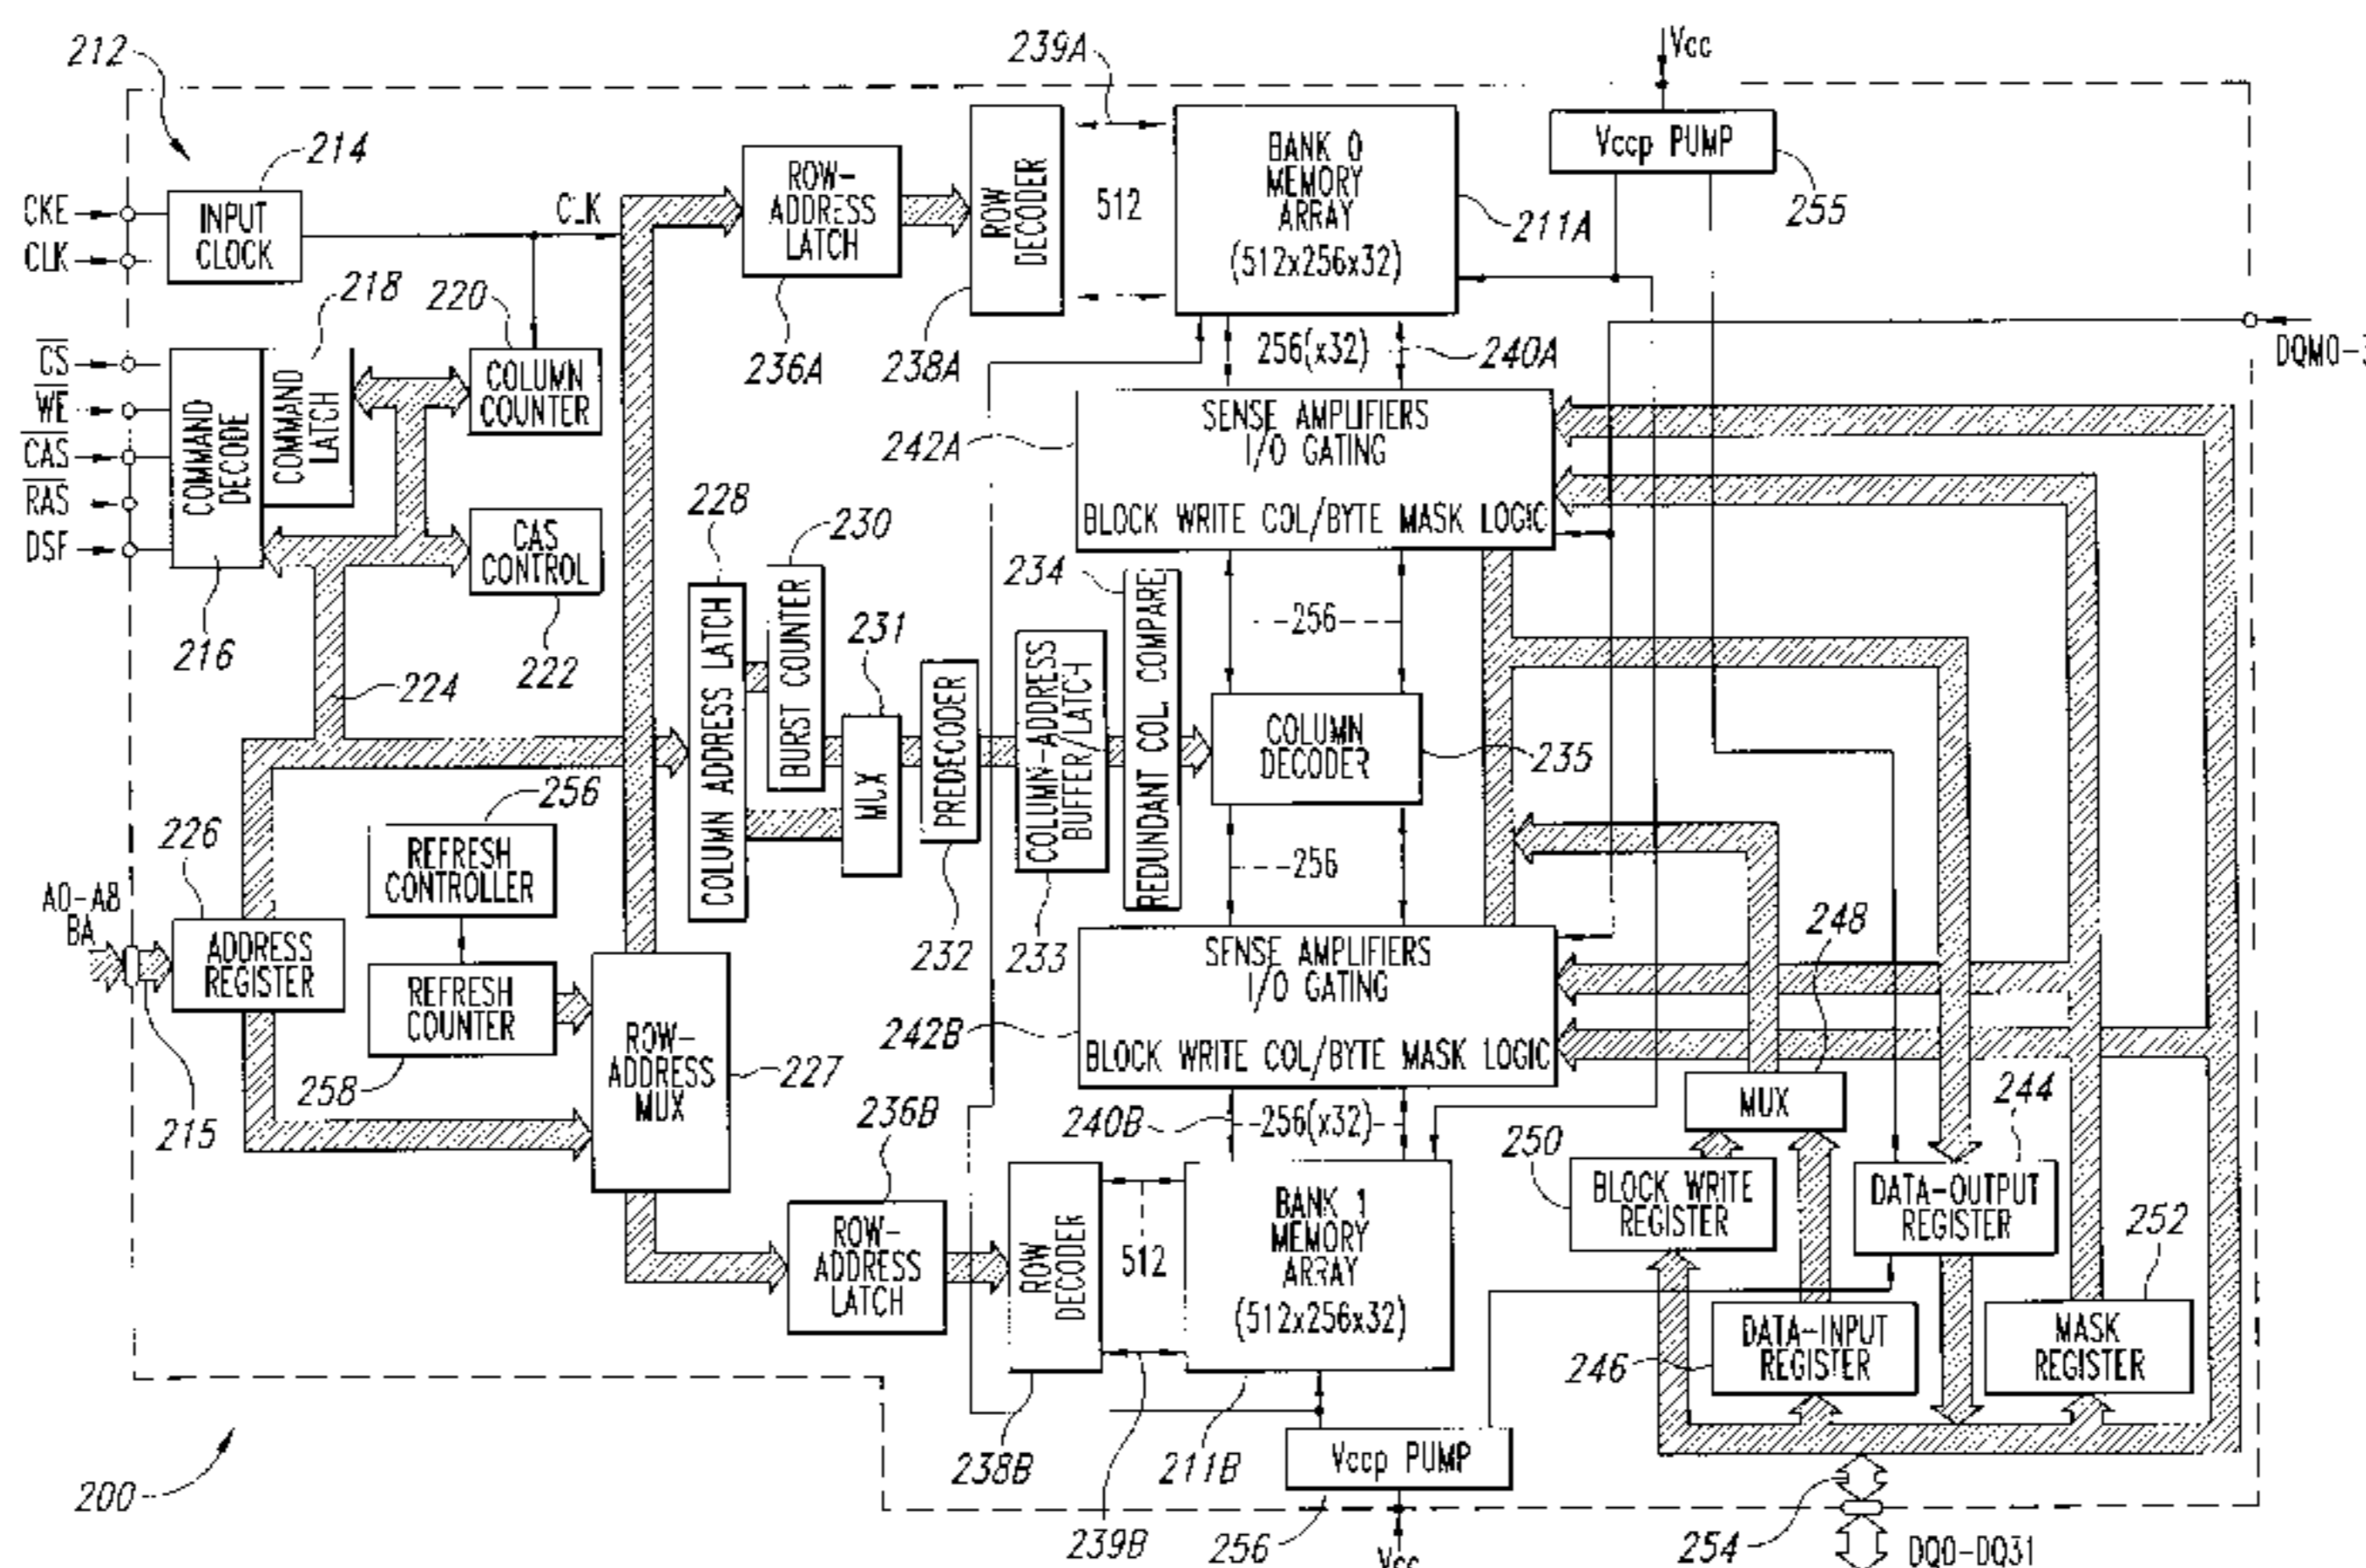 212
239A
Vcc
214
CKE
CLK
INPUT
CLOCK
CLK
ROW-
ADDRESS
LATCH
236A
ROW
DECODER
238A
512
BANK 0
MEMORY
ARRAY
(512x256x32)
211A
Vccp PUMP
255
218
220
CS
WE
CAS
RAS
DSF
COMMAND
DECODE
COMMAND
LATCH
COLUMN
COUNTER
CAS
CONTROL
216
222
224
256(x32)
240A
DQM0-3
242A
SENSE AMPLIFIERS
I/O GATING
BLOCK WRITE COL/BYTE MASK LOGIC
228
230
231
234
COLUMN ADDRESS LATCH
BURST COUNTER
MUX
PREDECODER
COLUMN-ADDRESS
BUFFER LATCH
REDUNDANT COL. COMPARE
256
COLUMN
DECODER
235
256
232
233
226
256
A0-A8
BA
ADDRESS
REGISTER
215
REFRESH
CONTROLLER
REFRESH
COUNTER
258
ROW-
ADDRESS
MUX
227
242B
SENSE AMPLIFIERS
I/O GATING
BLOCK WRITE COL/BYTE MASK LOGIC
248
MUX
244
236B
240B
256(x32)
250
BLOCK WRITE
REGISTER
DATA-OUTPUT
REGISTER
252
ROW-
ADDRESS
LATCH
ROW
DECODER
512
BANK 1
MEMORY
ARRAY
(512x256x32)
246
DATA-INPUT
REGISTER
MASK
REGISTER
238B
211B
Vccp PUMP
200
239B
256
Vcc
254
DQ0-DQ31